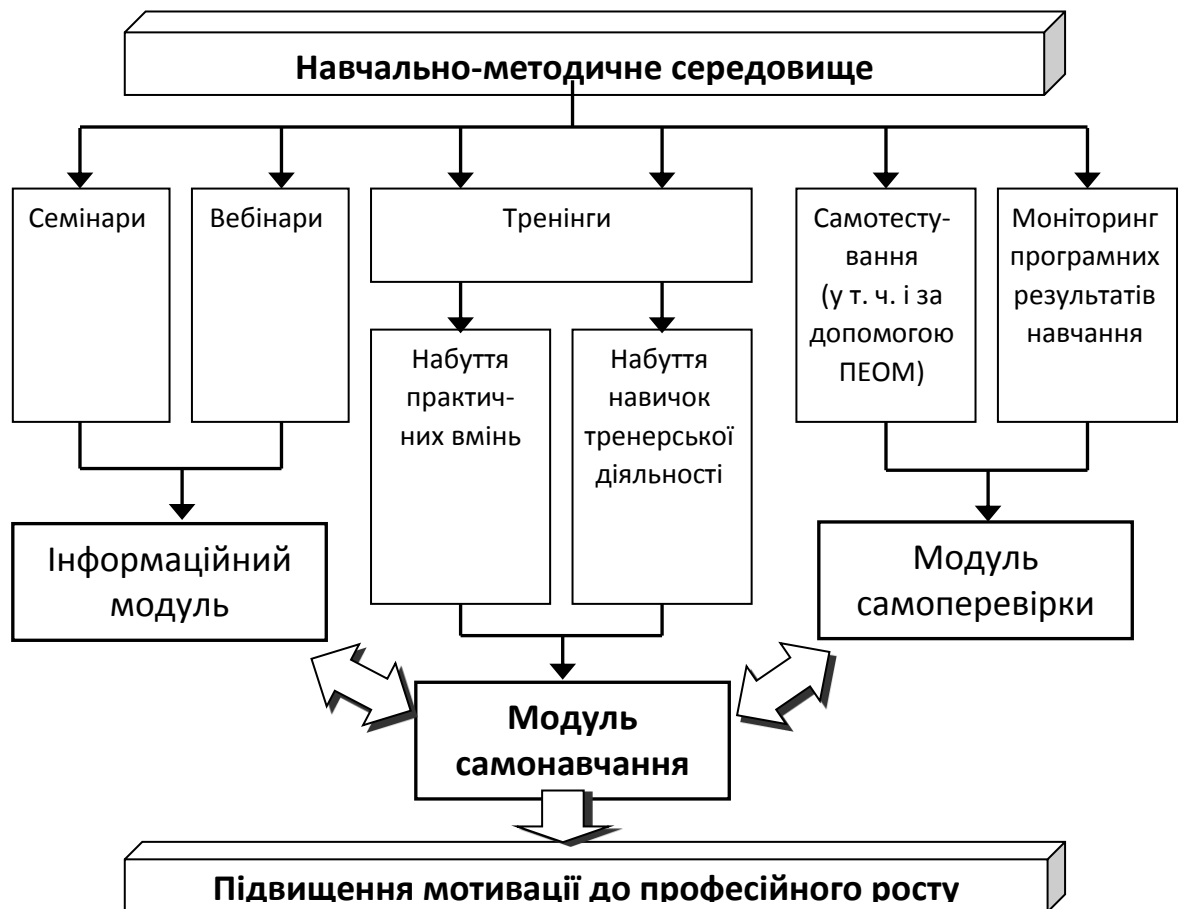 Навчально-методичне середовище
Семінари
Вебінари
Тренінги
Самотесту-
вання
(у т. ч. і за
допомогою
ПЕОМ)
Моніторинг
програмних
результатів
навчання
Набуття
практич-
них вмінь
Набуття
навичок
тренерської
діяльності
Інформаційний
модуль
Модуль
самоперевірки
Модуль
самонавчання
Підвищення мотивації до професійного росту